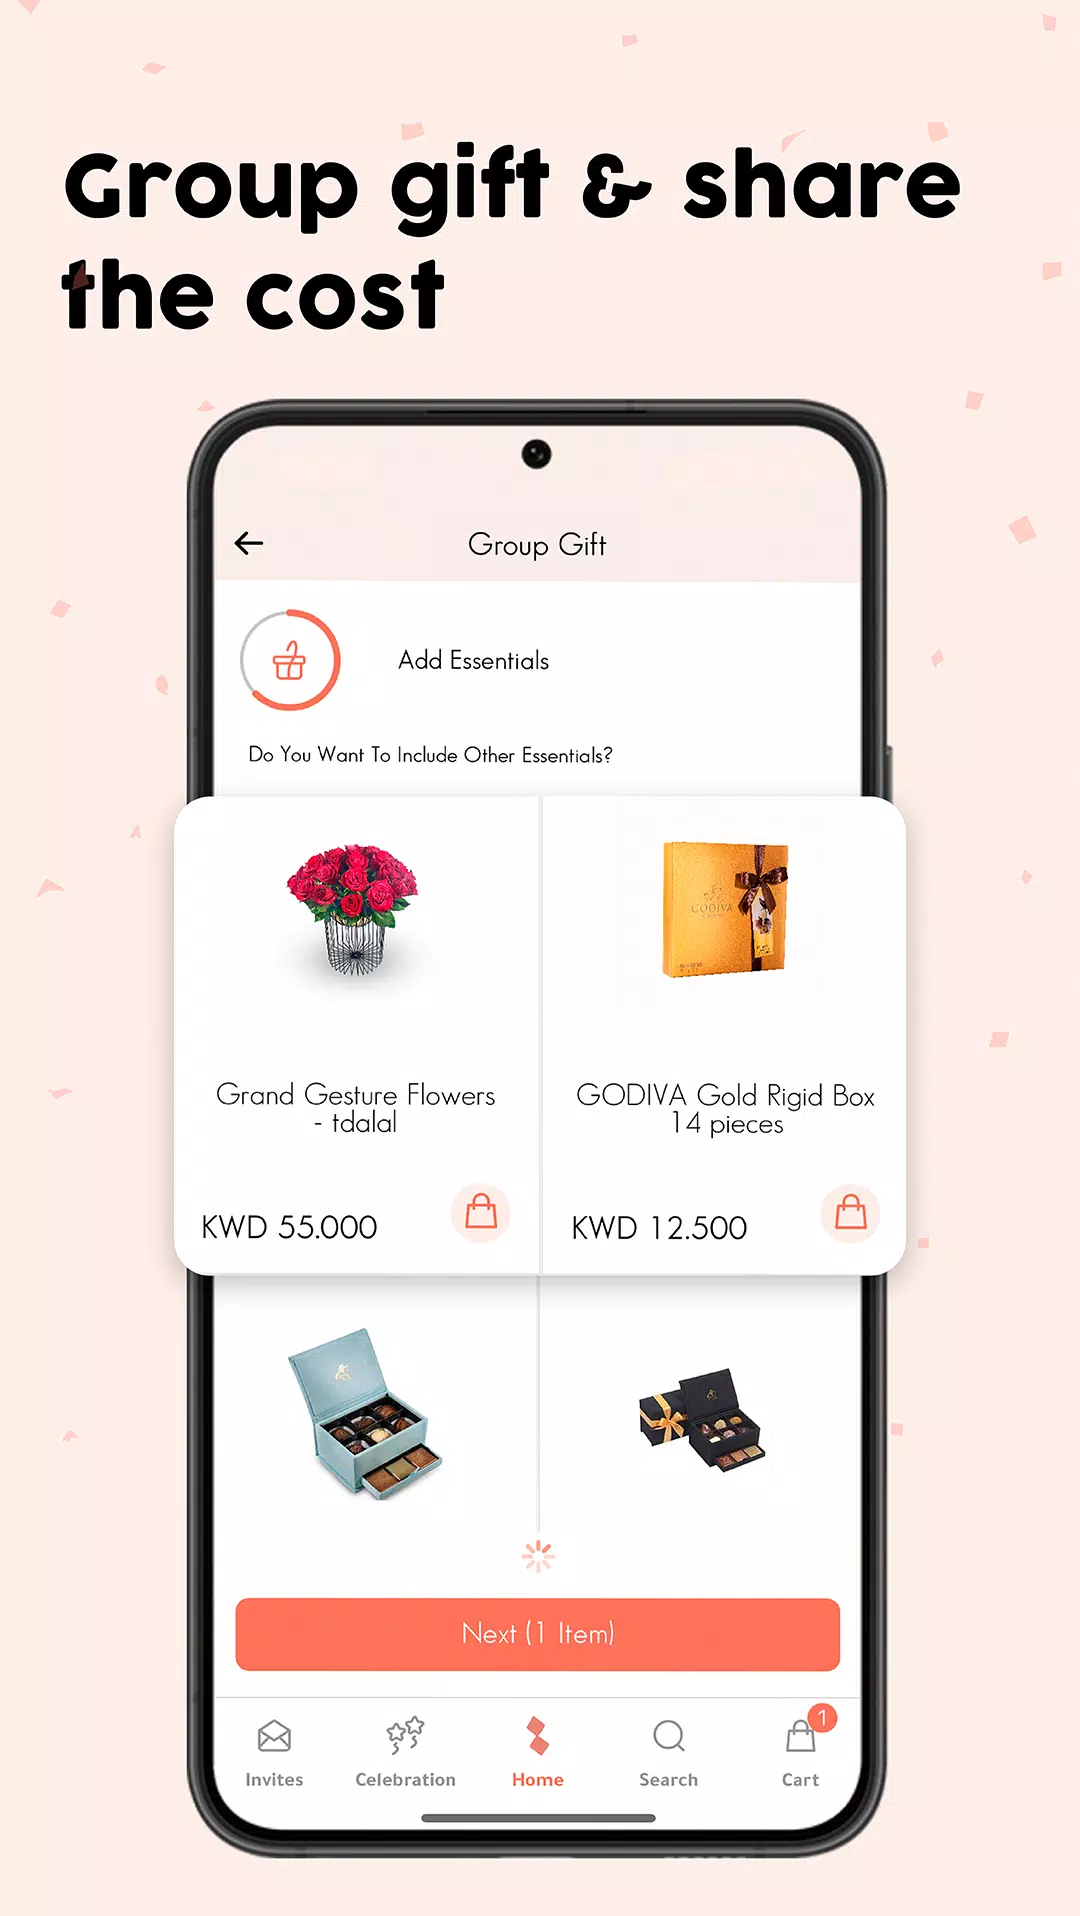 Group gift & share
the cost
Group Gift
Add Essentials
Do You Want To Include Other Essentials?
GODIVA
Grand Gesture Flowers
- tdalal
GODIVA Gold Rigid Box
14 pieces
KWD 55.000
KWD 12.500
Next (1 Item)
1
Invites
Celebration
Home
Search
Cart